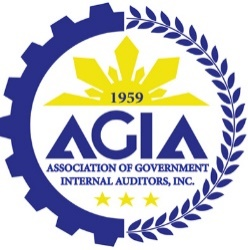 1959
AGIA
ASSOCIATION OF GOVERNMENT
INTERNAL AUDITORS, INC.